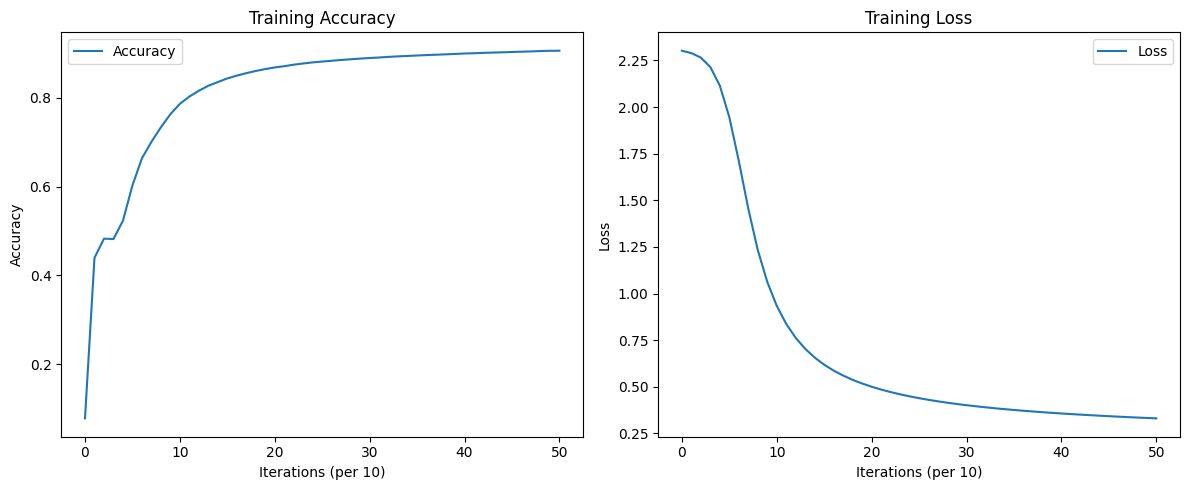 Training Accuracy
Accuracy
0.8
0.6
0.4
0.2
Accuracy
0 10 20 30 40 50
Iterations (per 10)
Training Loss
Loss
2.25
2.00
1.75
1.50
1.25
1.00
0.75
0.50
0.25
Loss
0 10 20 30 40 50
Iterations (per 10)